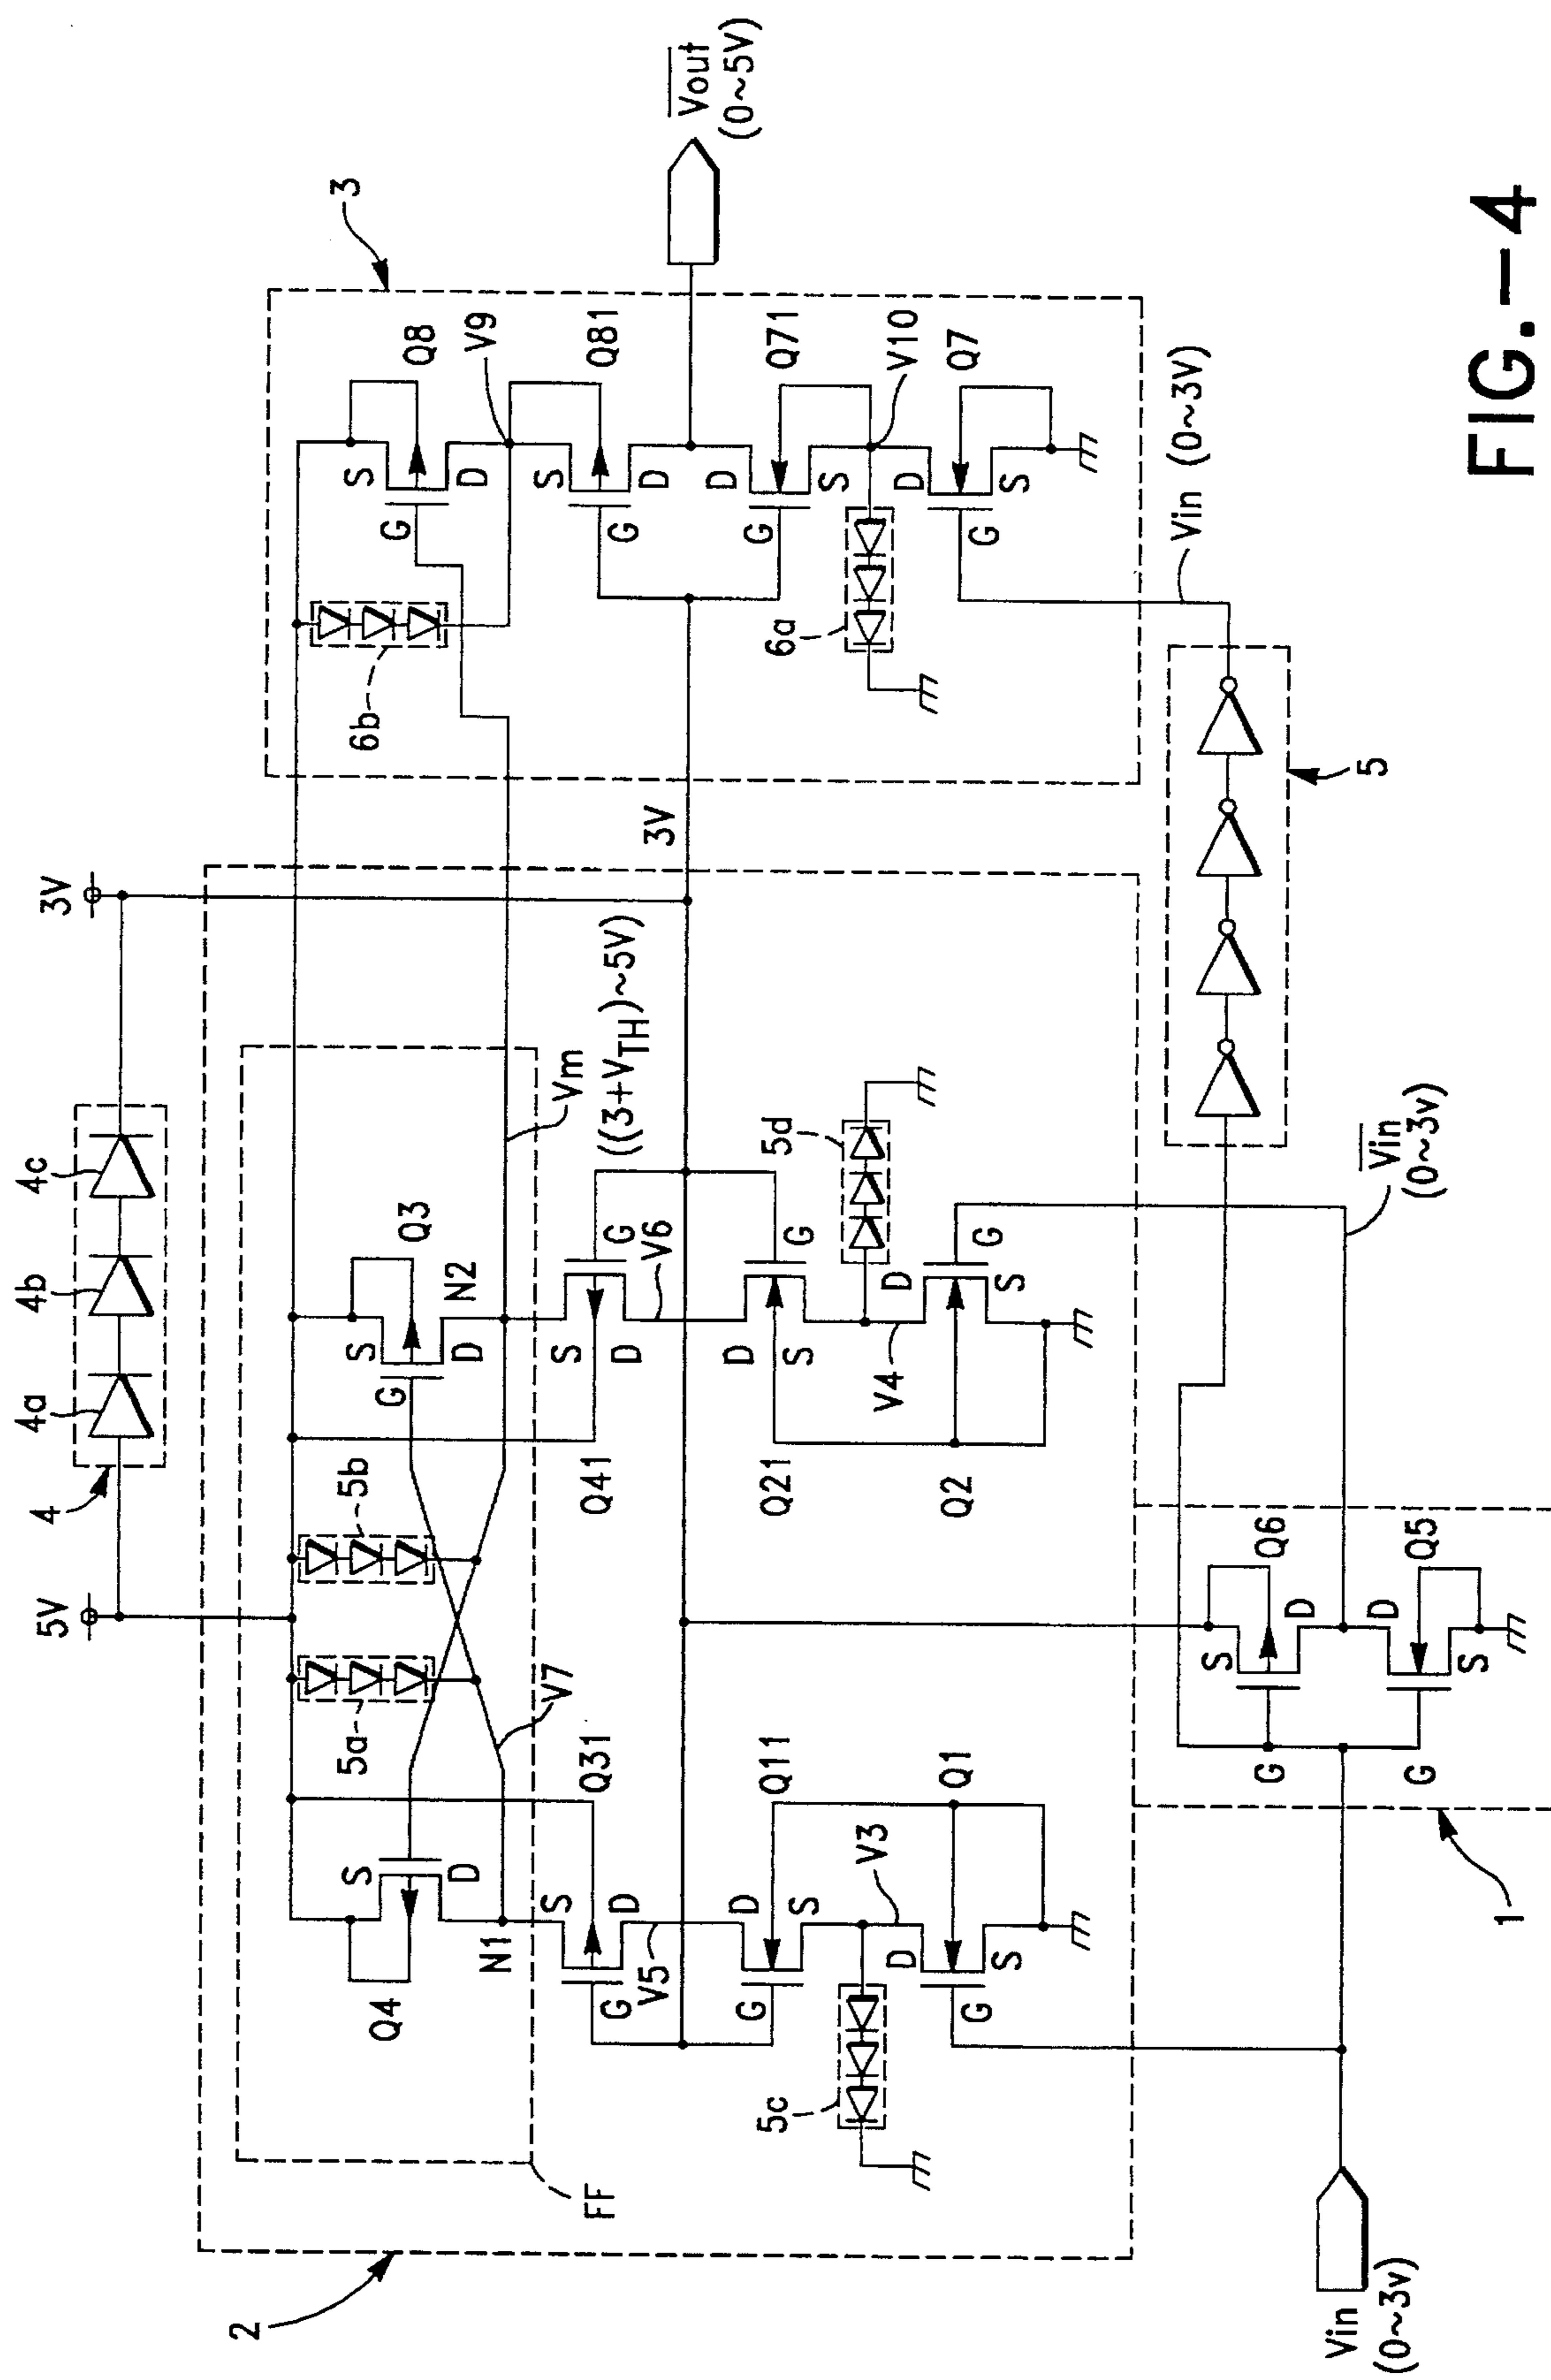 5V
4
4a
4b
4c
3V
2
FF
Q4
S
D
N1
5a
V7
5b
G
S
D
Q3
N2
Vm
((3+VTH)~5V)
3V
Q31
S
G
D
V5
Q41
S
G
D
V6
Q11
D
G
S
Q21
D
G
S
5c
V3
5d
V4
Q1
D
G
S
Q2
D
G
S
3
6b
G
S
D
Q8
V9
S
G
D
Q81
D
G
S
Q71
6a
V10
D
G
S
Q7
Vout
(0~5V)
Vin (0~3V)
5
Vin
(0~3v)
1
G
S
D
Q6
G
D
S
Q5
Vin
(0~3v)
FIG.-4